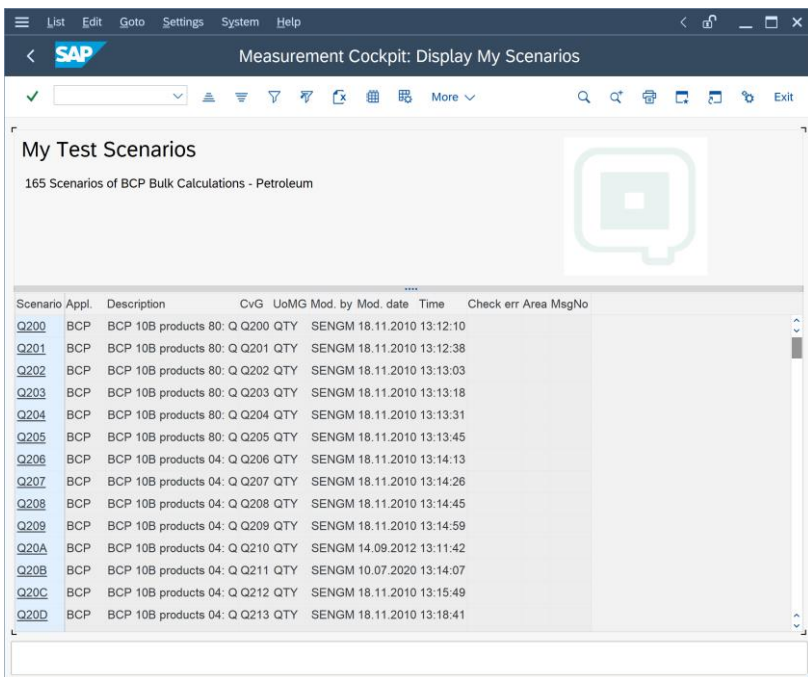 List Edit Goto Settings System Help
SAP Measurement Cockpit: Display My Scenarios
More Exit
My Test Scenarios
165 Scenarios of BCP Bulk Calculations - Petroleum
Scenario Appl. Description CvG UoMG Mod. by Mod. date Time Check err Area MsgNo
Q200 BCP BCP 10B products 80: Q Q200 QTY SENGM 18.11.2010 13:12:10
Q201 BCP BCP 10B products 80: Q Q201 QTY SENGM 18.11.2010 13:12:38
Q202 BCP BCP 10B products 80: Q Q202 QTY SENGM 18.11.2010 13:13:03
Q203 BCP BCP 10B products 80: Q Q203 QTY SENGM 18.11.2010 13:13:18
Q204 BCP BCP 10B products 80: Q Q204 QTY SENGM 18.11.2010 13:13:31
Q205 BCP BCP 10B products 80: Q Q205 QTY SENGM 18.11.2010 13:13:45
Q206 BCP BCP 10B products 04: Q Q206 QTY SENGM 18.11.2010 13:14:13
Q207 BCP BCP 10B products 04: Q Q207 QTY SENGM 18.11.2010 13:14:26
Q208 BCP BCP 10B products 04: Q Q208 QTY SENGM 18.11.2010 13:14:45
Q209 BCP BCP 10B products 04: Q Q209 QTY SENGM 18.11.2010 13:14:59
Q20A BCP BCP 10B products 04: Q Q210 QTY SENGM 14.09.2012 13:11:42
Q20B BCP BCP 10B products 04: Q Q211 QTY SENGM 10.07.2020 13:14:07
Q20C BCP BCP 10B products 04: Q Q212 QTY SENGM 18.11.2010 13:15:49
Q20D BCP BCP 10B products 04: Q Q213 QTY SENGM 18.11.2010 13:18:41